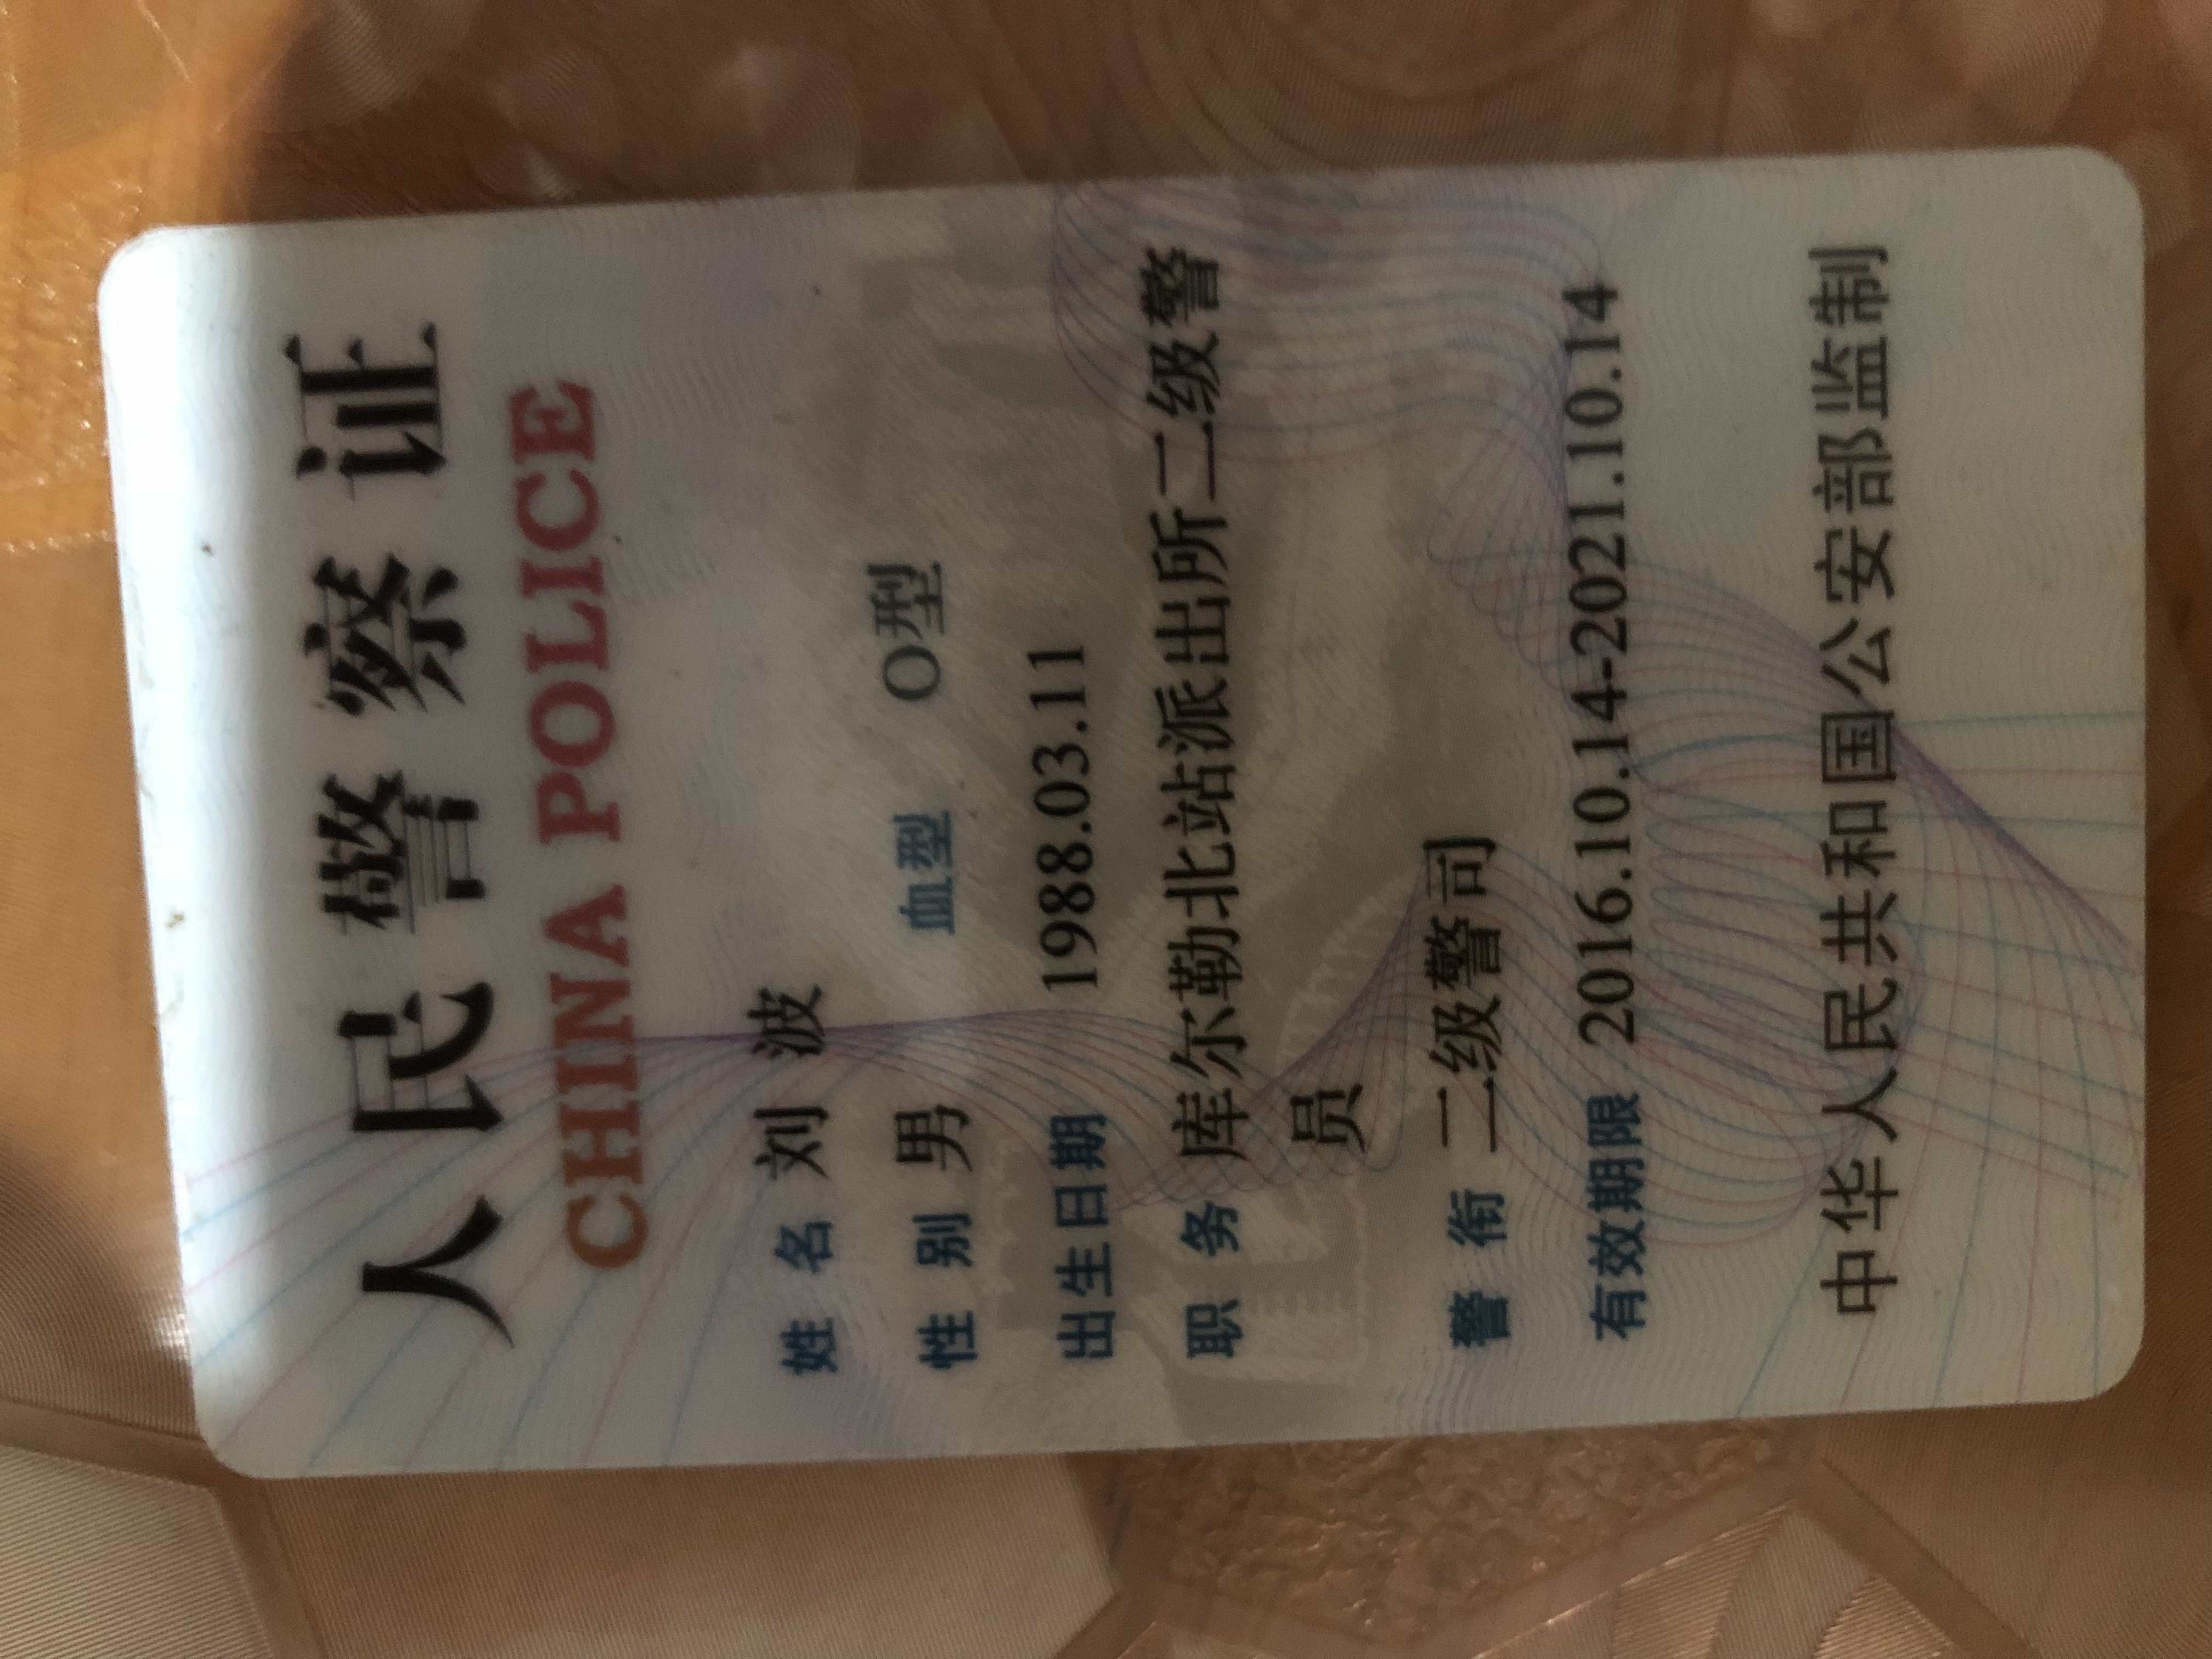 人民警察证
CHINA POLICE
姓 名 刘 波
性 别 男 血型 O型
出生日期 1988.03.11
职 务 库尔勒北站派出所二级警
员
警 衔 二级警司
有效期限 2016.10.14-2021.10.14
中华人民共和国公安部监制